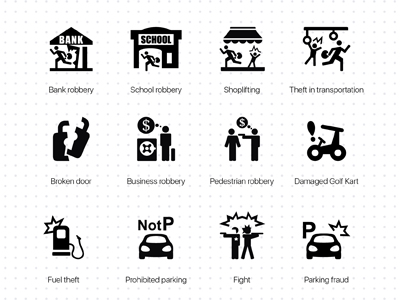 BANK
SCHOOL
Bank robbery
School robbery
Shoplifting
Theft in transportation
$
$
Broken door
Business robbery
Pedestrian robbery
Damaged Golf Kart
NotP
P
Fuel theft
Prohibited parking
Fight
Parking fraud